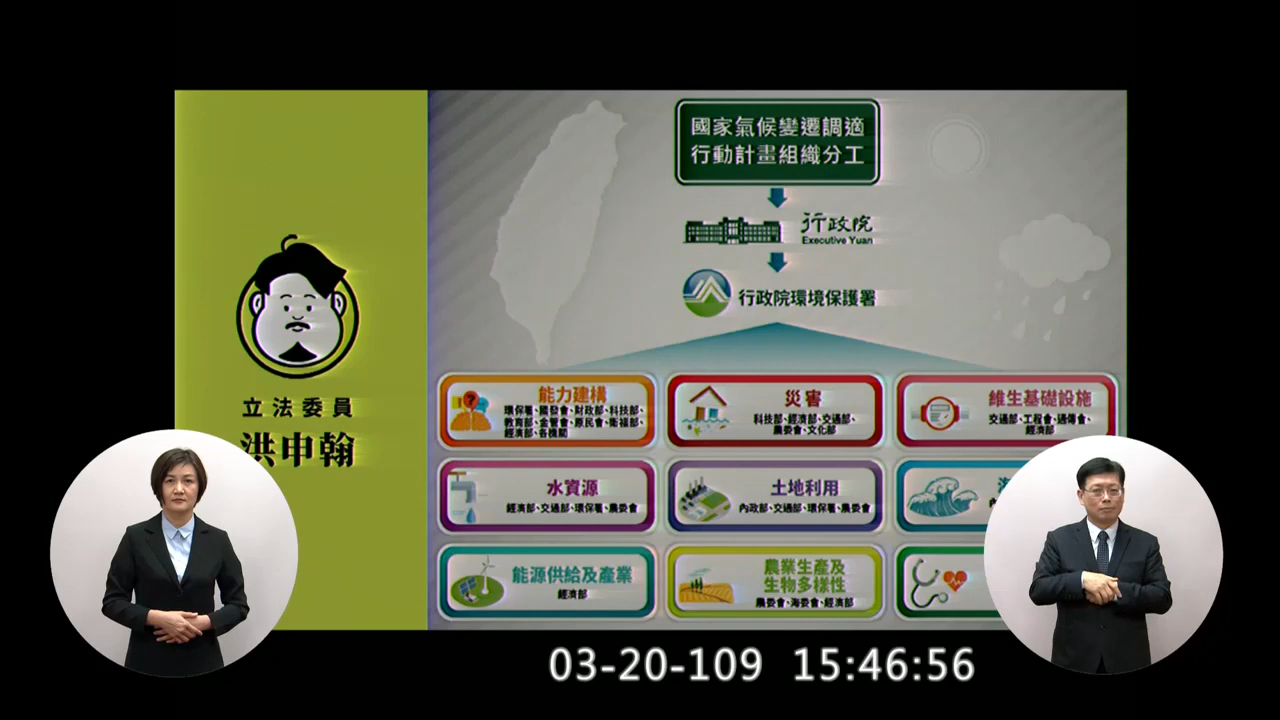 國家氣候變遷調適
行動計畫組織分工
行政院
Executive Yuan
行政院環境保護署
立法委員
洪申翰
能力建構
環保署、國發會、財政部、科技部、
教育部、金管會、原民會、衛福部、
經濟部、各機關
災害
科技部、經濟部、交通部、
農委會、文化部
維生基礎設施
交通部、工程會、通傳會、
經濟部
水資源
經濟部、交通部、環保署、農委會
土地利用
內政部、交通部、環保署、農委會
能源供給及產業
經濟部
農業生產及
生物多樣性
農委會、海委會、經濟部
03-20-109 15:46:56